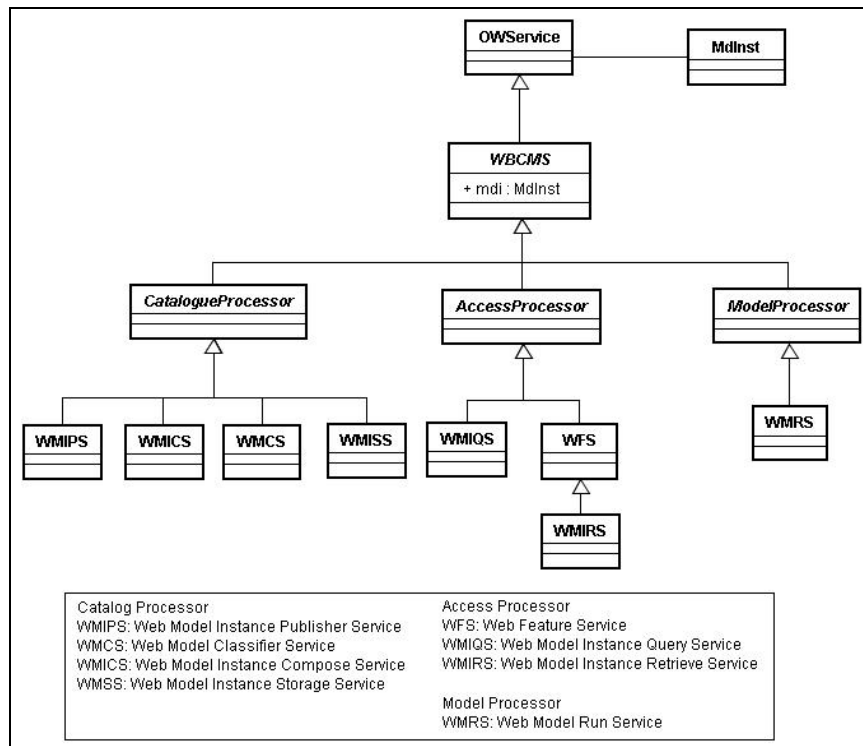 OWService
MdInst
WBCMS
+ mdi : MdInst
CatalogueProcessor
AccessProcessor
ModelProcessor
WMIPS
WMICS
WMCS
WMISS
WMIQS
WFS
WMRS
WMIRS
Catalog Processor
WMIPS: Web Model Instance Publisher Service
WMCS: Web Model Classifier Service
WMICS: Web Model Instance Compose Service
WMSS: Web Model Instance Storage Service
Access Processor
WFS: Web Feature Service
WMIQS: Web Model Instance Query Service
WMIRS: Web Model Instance Retrieve Service
Model Processor
WMRS: Web Model Run Service